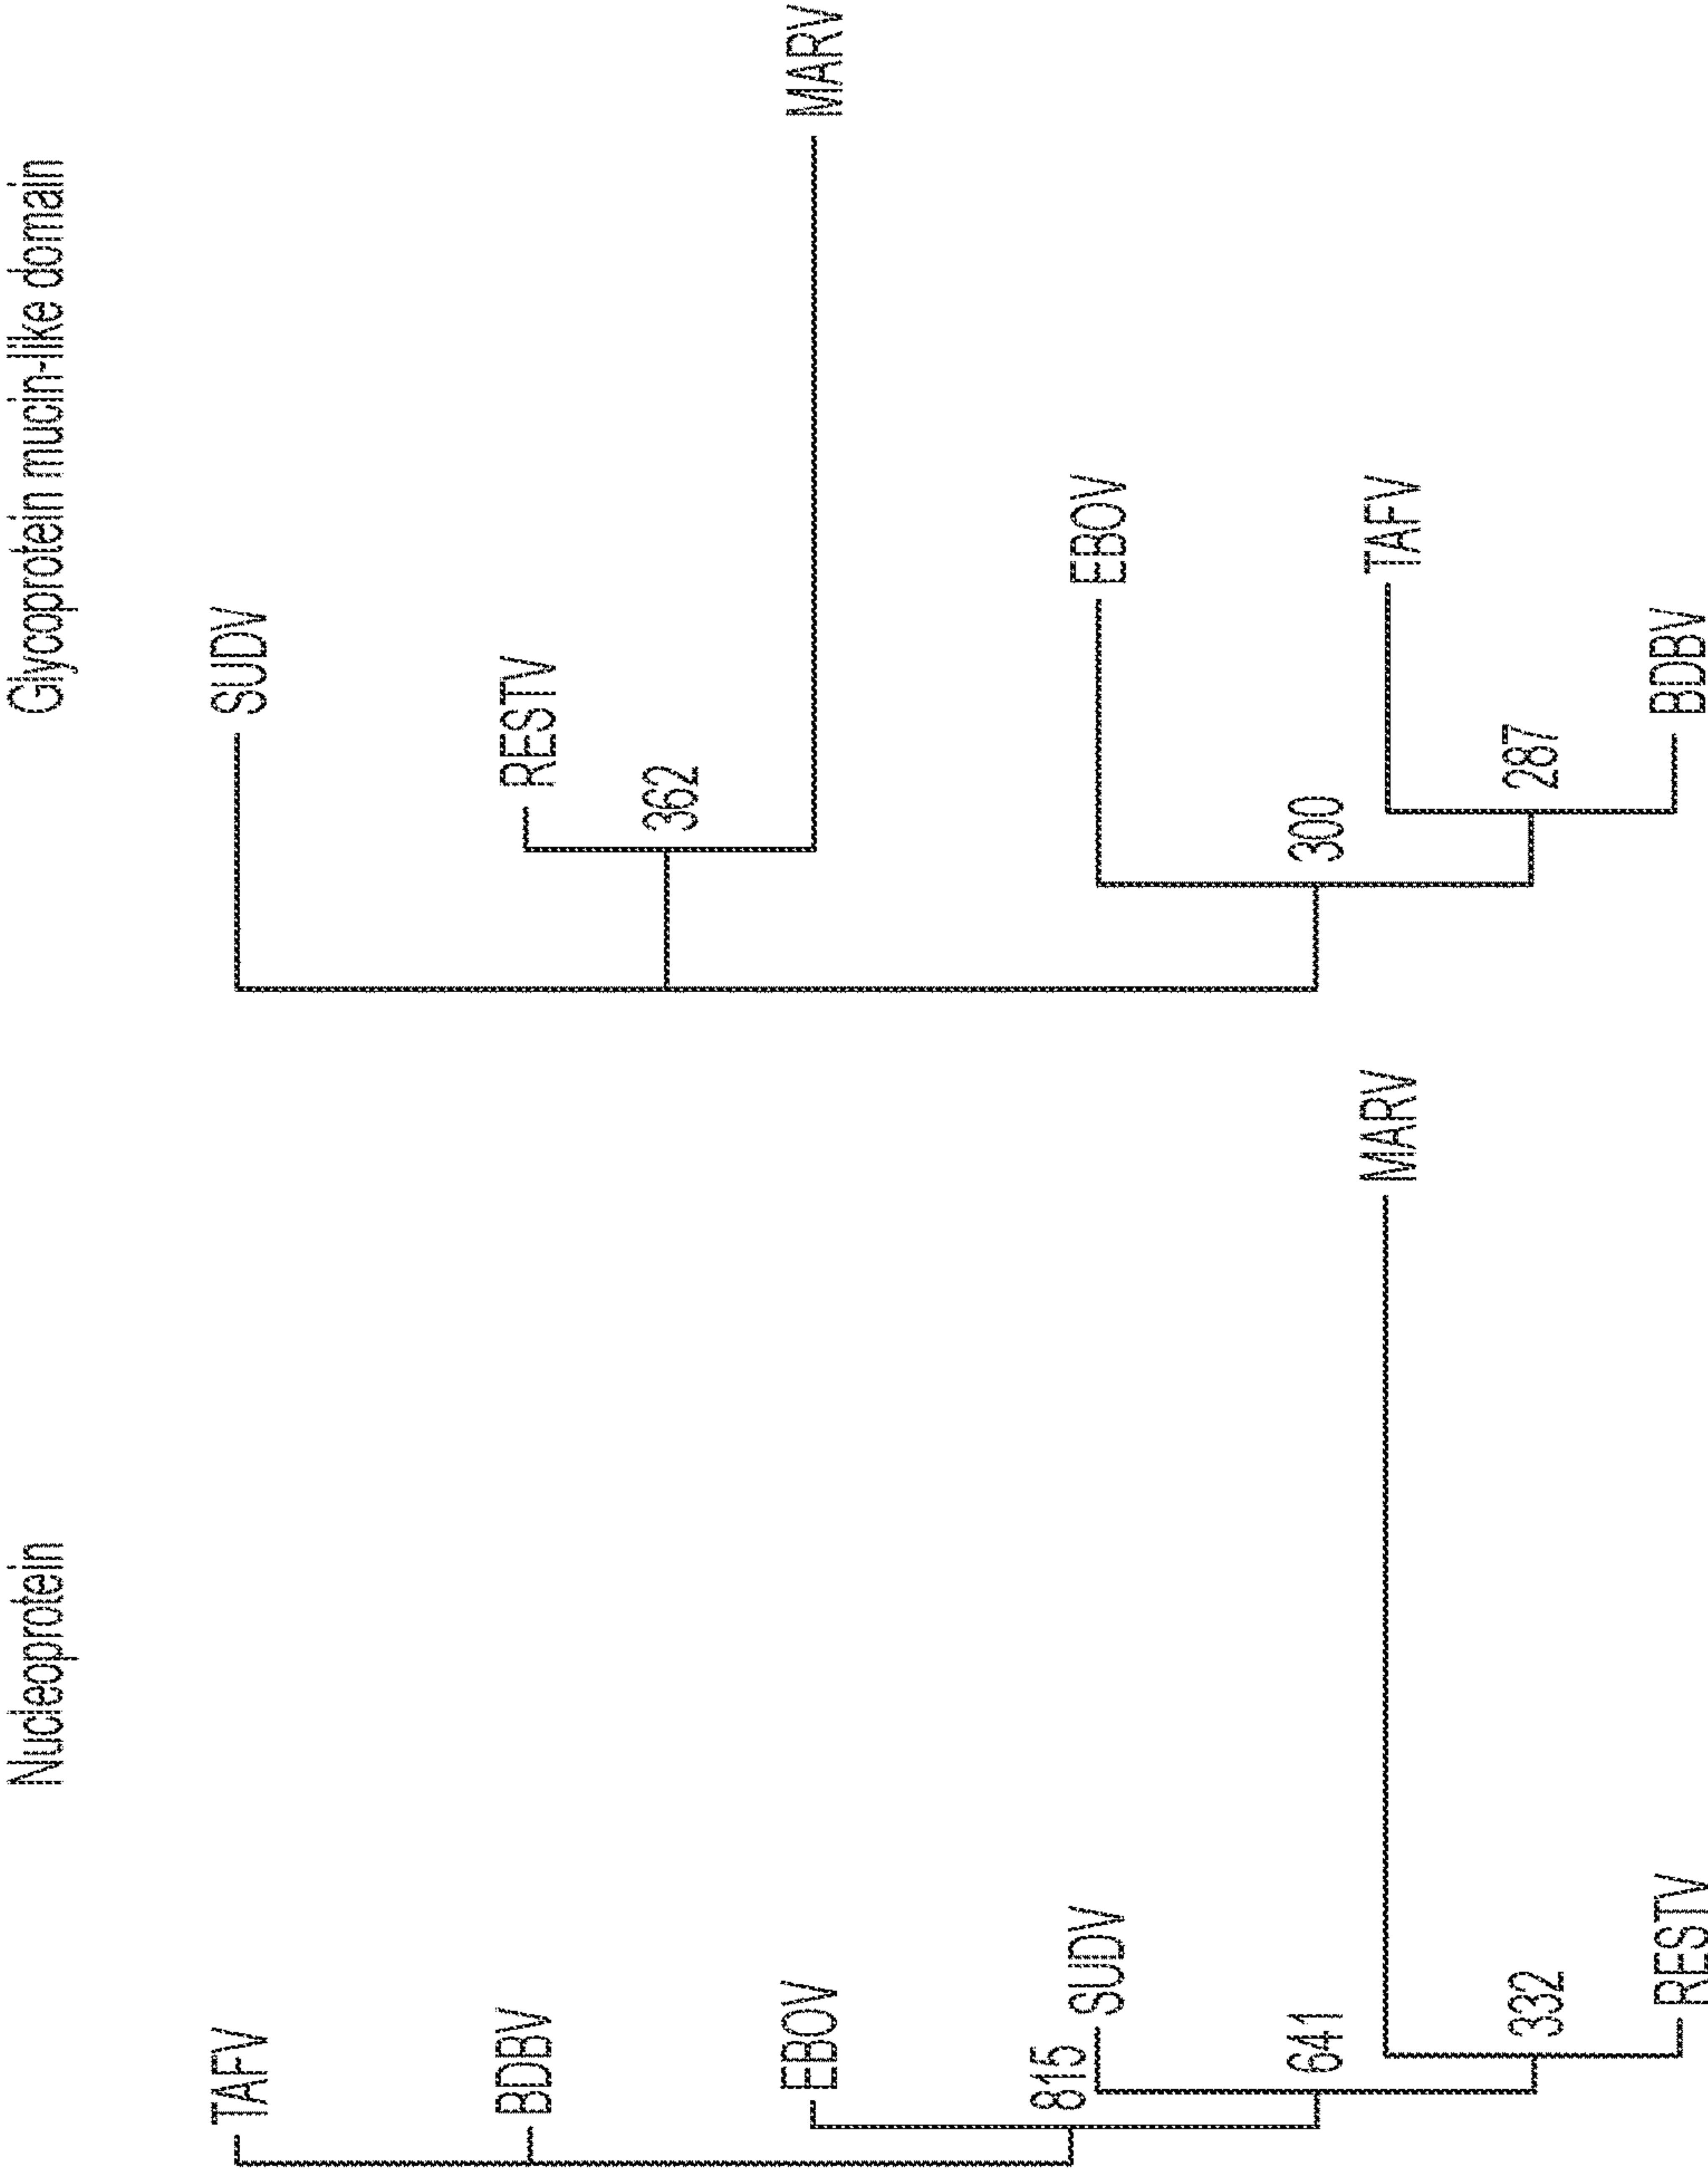 Nucleoprotein
TAFV
BDBV
EBOV
815
SUDV
641
MARV
332
RESTV
Glycoprotein mucin-like domain
SUDV
RESTV
362
MARV
EBOV
300
TAFV
287
BDBV